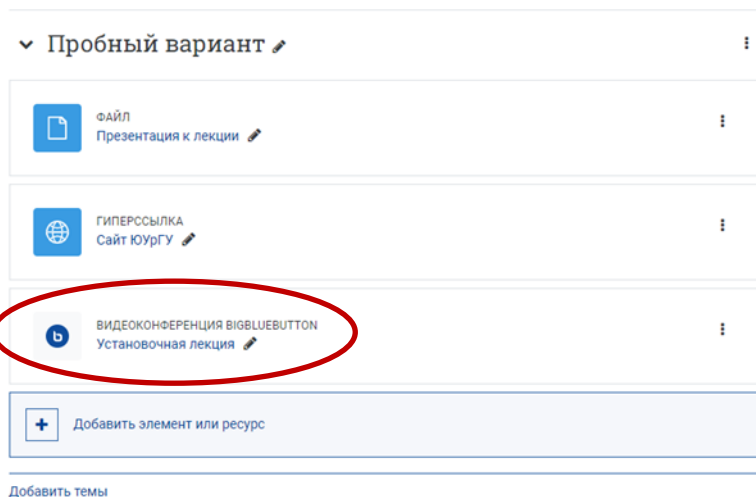 Пробный вариант
ФАЙЛ
Презентация к лекции
ГИПЕРССЫЛКА
Сайт ЮУрГУ
ВИДЕОКОНФЕРЕНЦИЯ BIGBLUEBUTTON
b
Установочная лекция
Добавить элемент или ресурс
Добавить темы